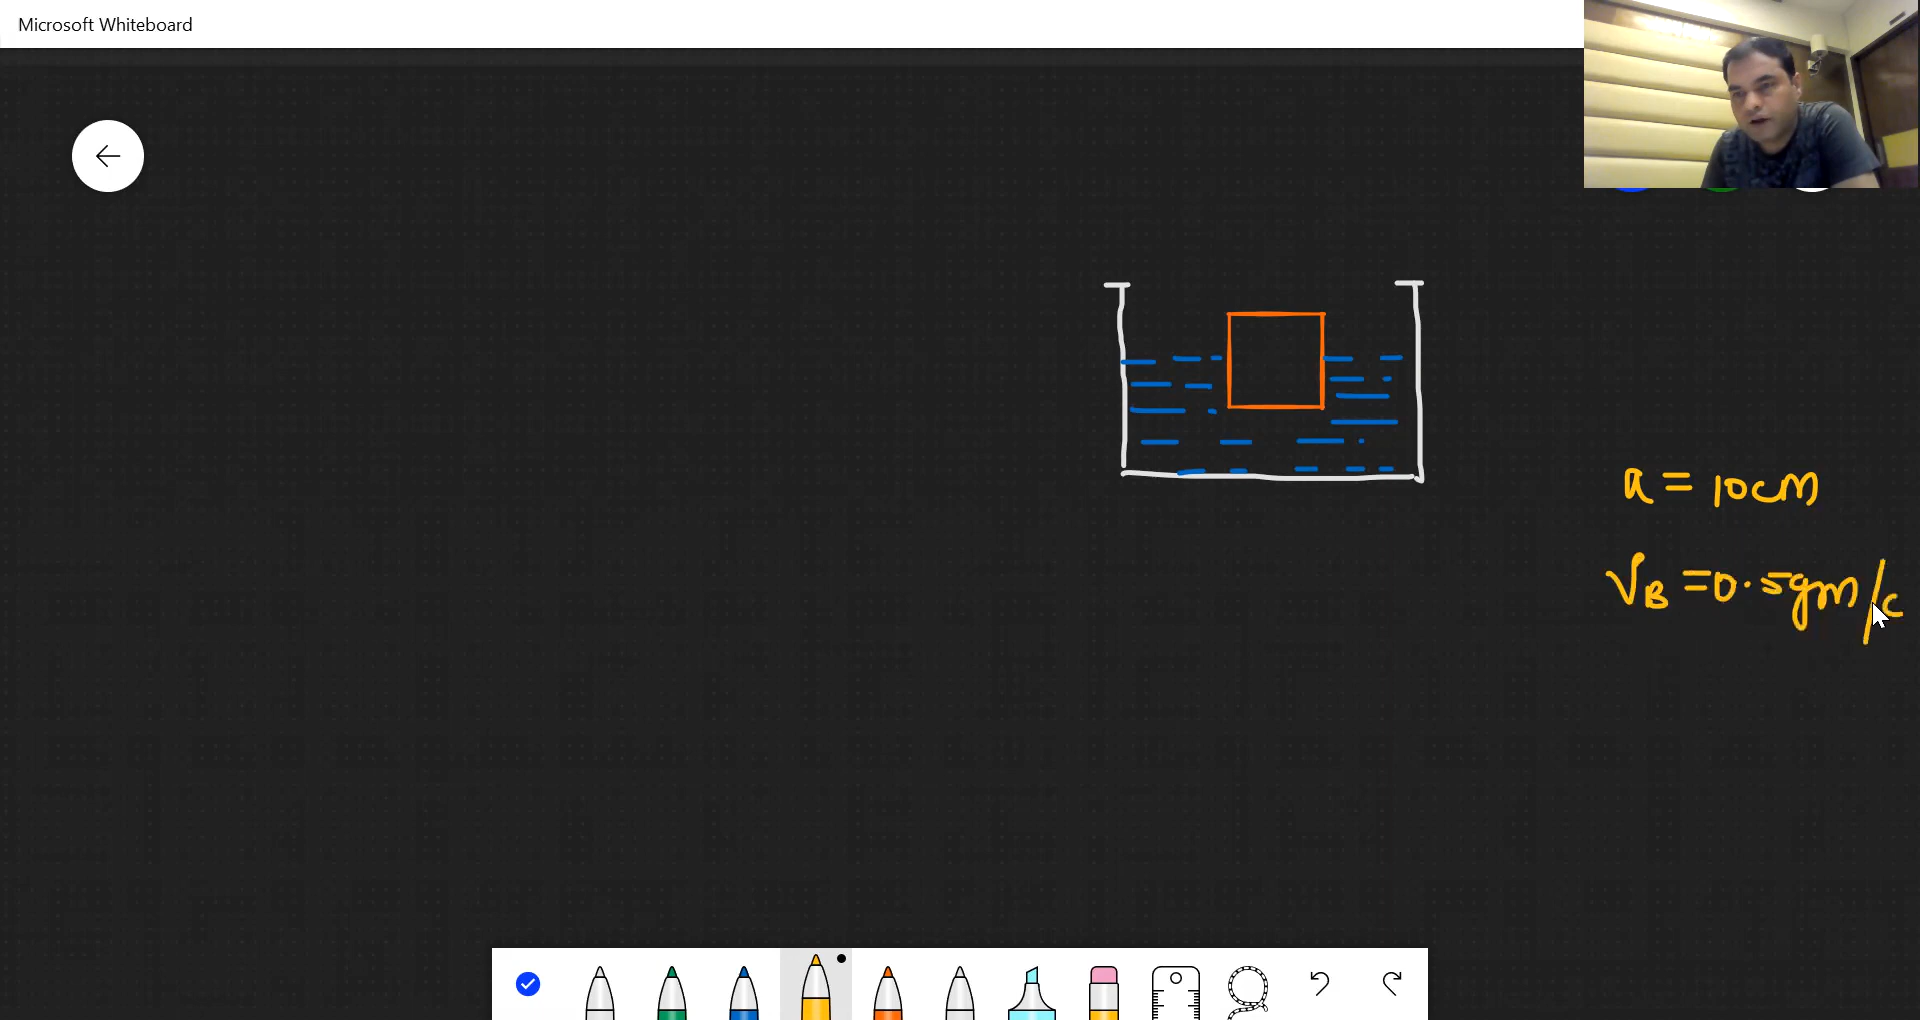 Microsoft Whiteboard
a = 10cm
VB = 0.5gm/c